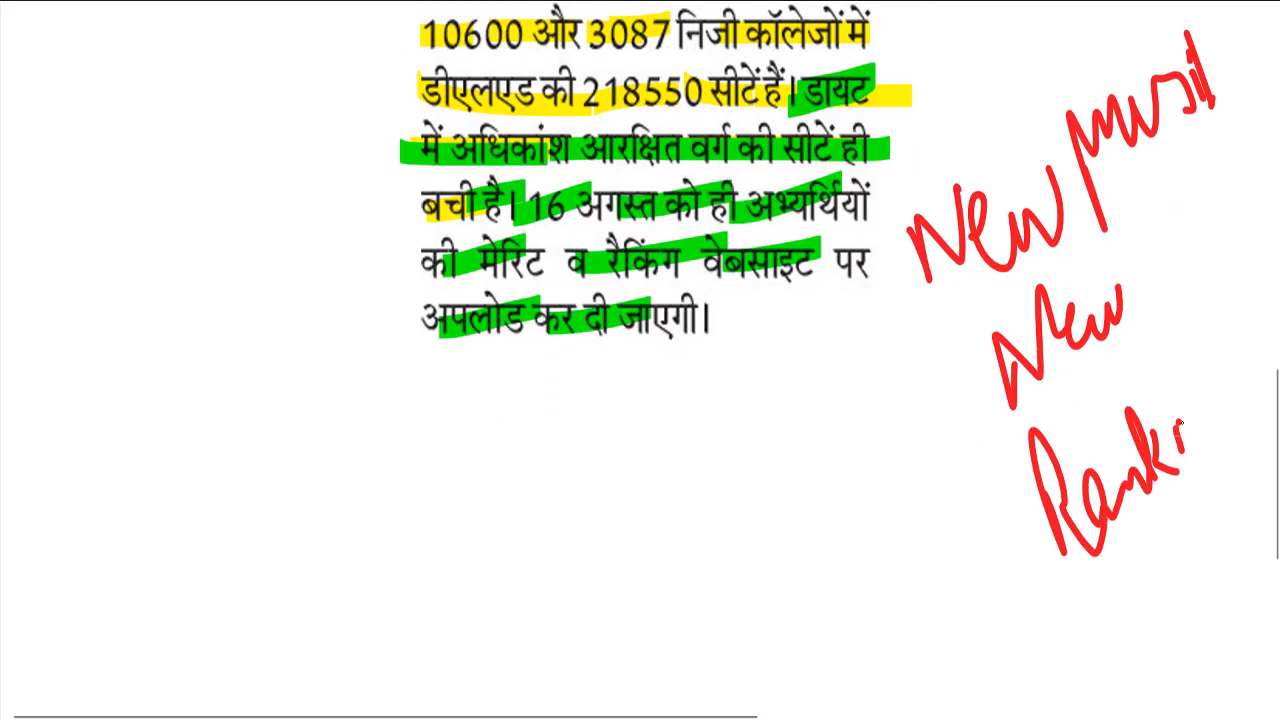 10600 और 3087 निजी कॉलेजों में
डीएलएड की 218550 सीटें हैं। डायट
में अधिकांश आरक्षित वर्ग की सीटें ही
बची है। 16 अगस्त को ही अभ्यर्थियों
की मेरिट व रैकिंग वेबसाइट पर
अपलोड कर दी जाएगी।
New
New
Ranki